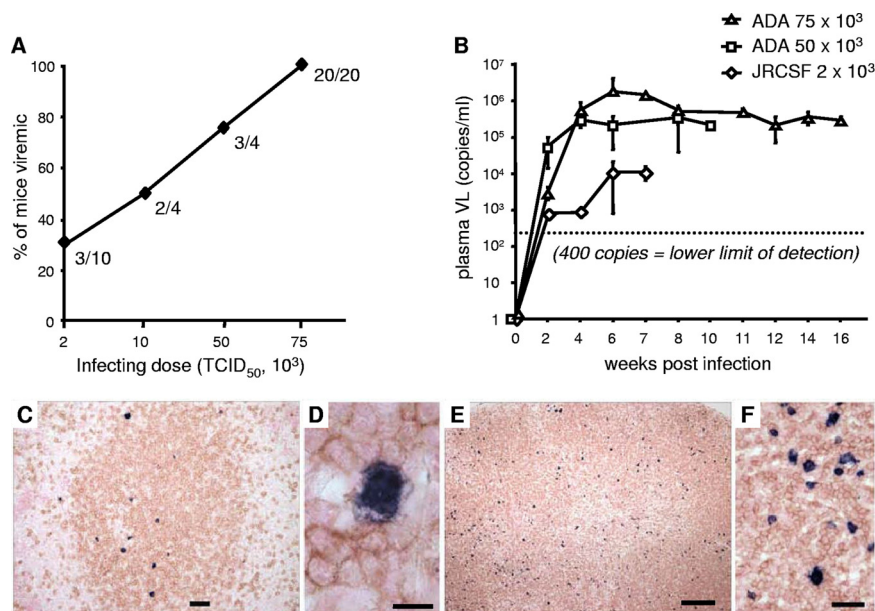 A
100
80
60
40
20
0
% of mice viremic
20/20
3/4
2/4
3/10
2
10
50
75
Infecting dose (TCID₅₀, 10³)
B
ADA 75 x 10³
ADA 50 x 10³
JRCSF 2 x 10³
10⁷
10⁶
10⁵
10⁴
10³
10²
10
1
plasma VL (copies/ml)
(400 copies = lower limit of detection)
0 2 4 6 7 8 10 11 12 14 16
weeks post infection
C
D
E
F